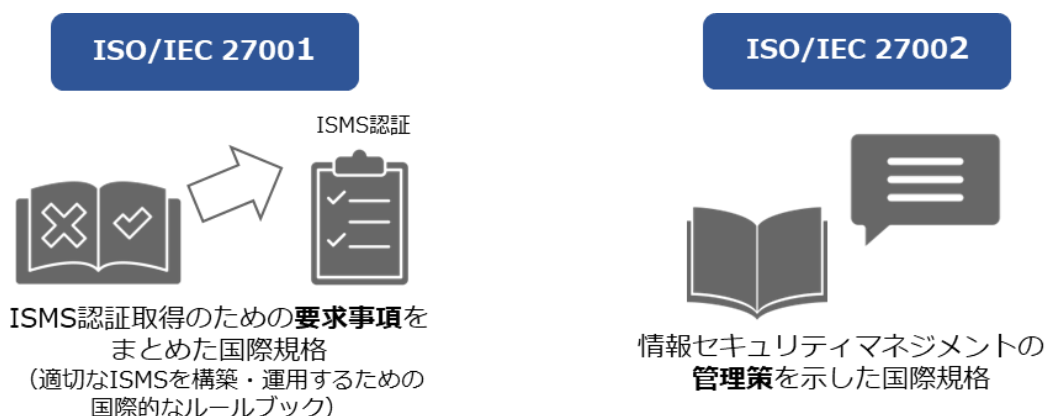 ISO/IEC 27001
ISMS認証
ISMS認証取得のための要求事項を
まとめた国際規格
（適切なISMSを構築・運用するための
国際的なルールブック）
ISO/IEC 27002
情報セキュリティマネジメントの
管理策を示した国際規格